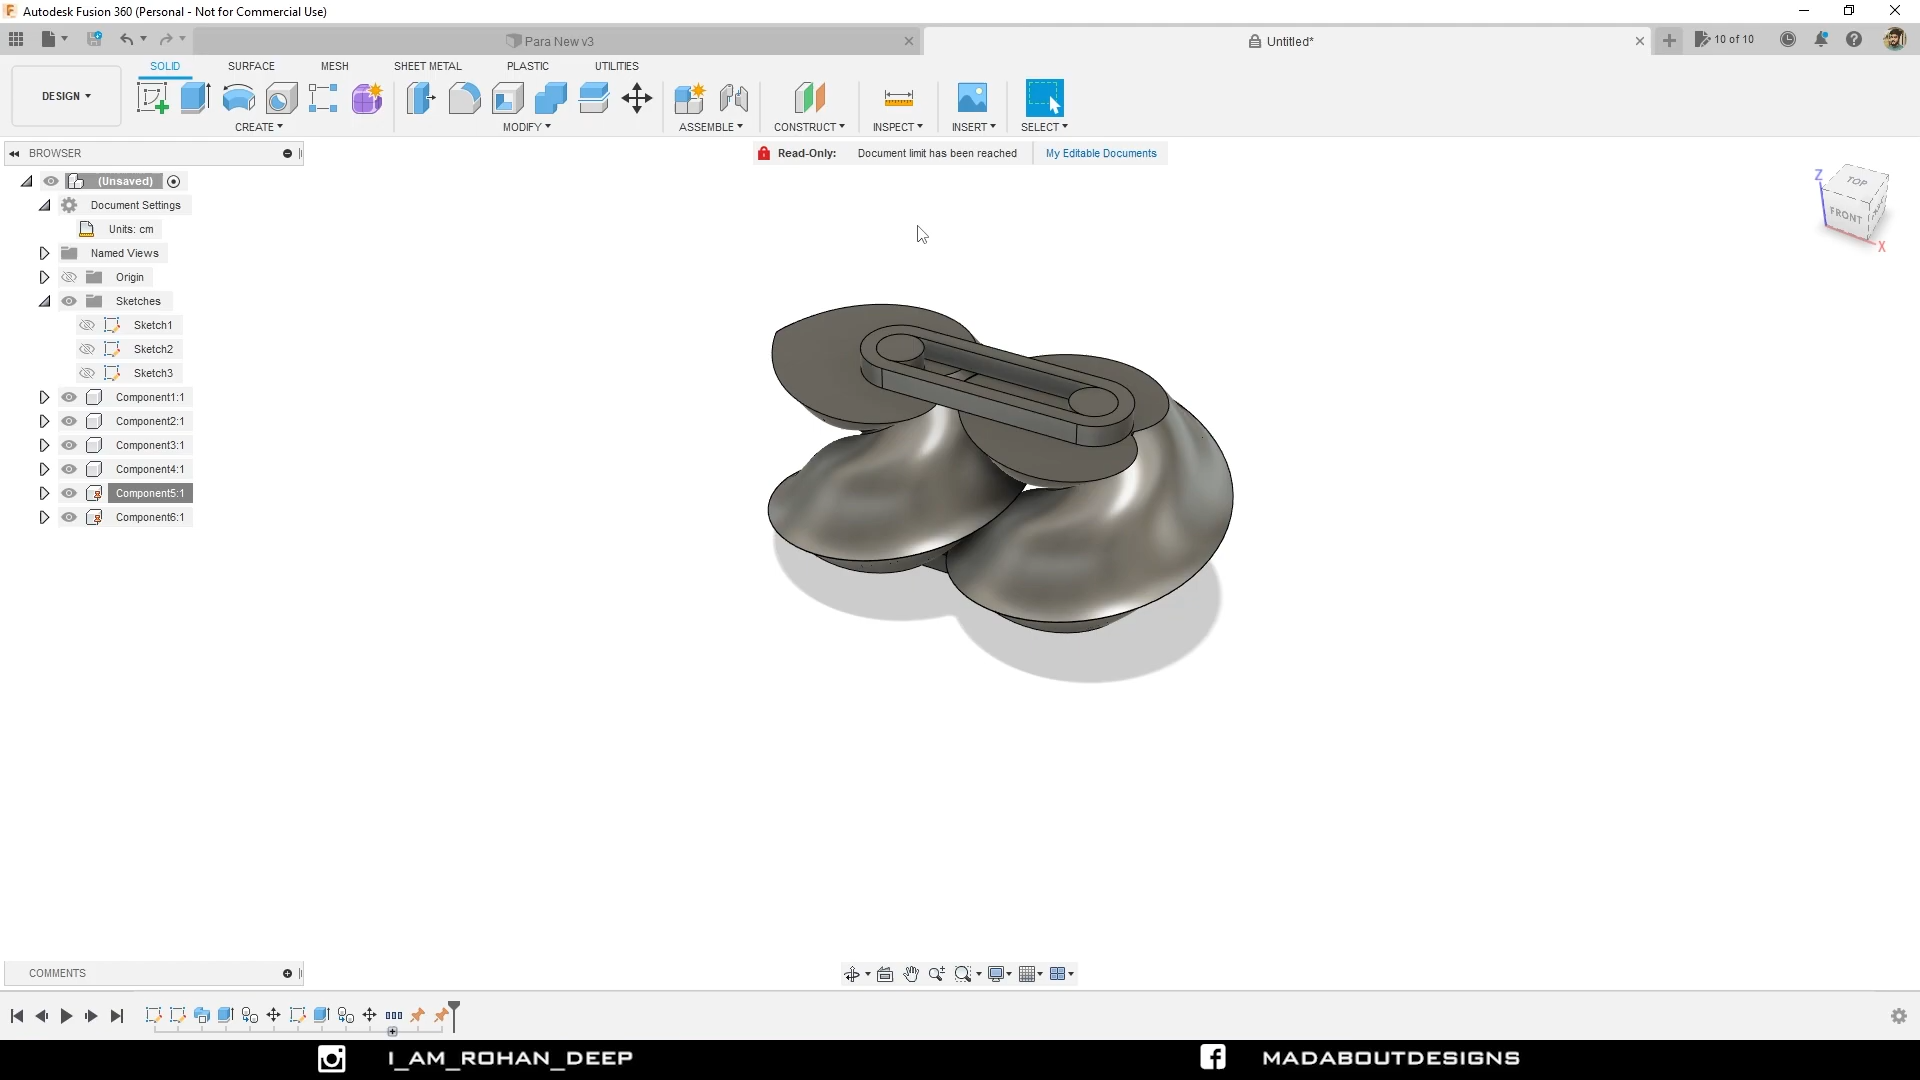 Autodesk Fusion 360 (Personal - Not for Commercial Use)
Para New v3
Untitled*
10 of 10
DESIGN
SOLID SURFACE MESH SHEET METAL PLASTIC UTILITIES
CREATE MODIFY ASSEMBLE CONSTRUCT INSPECT INSERT SELECT
BROWSER
Read-Only: Document limit has been reached My Editable Documents
(Unsaved)
Document Settings
Units: cm
Named Views
Origin
Sketches
Sketch1
Sketch2
Sketch3
Component1:1
Component2:1
Component3:1
Component4:1
Component5:1
Component6:1
Z
TOP
FRONT
X
COMMENTS
I_AM_ROHAN_DEEP
MADABOUTDESIGNS